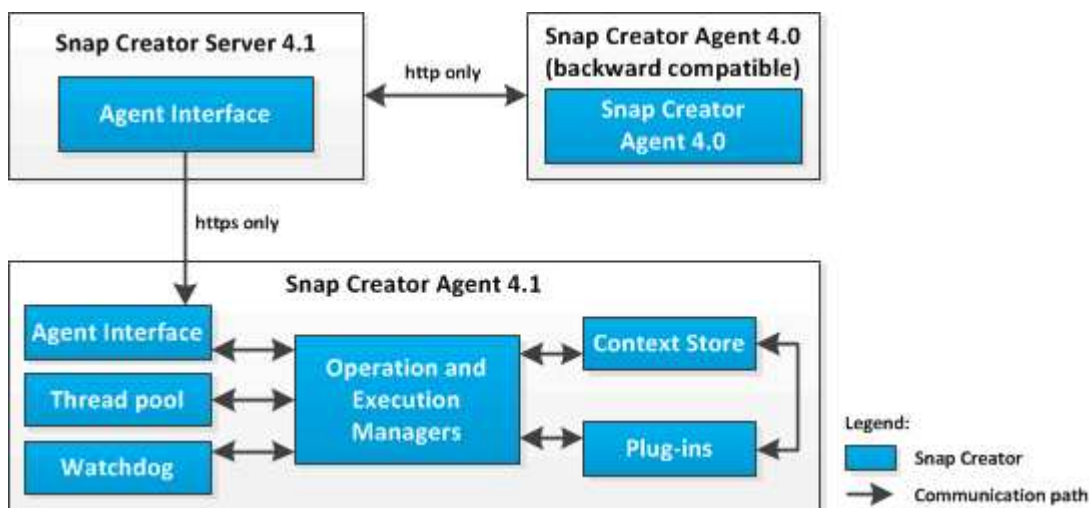 Snap Creator Server 4.1
Agent Interface
http only
Snap Creator Agent 4.0
(backward compatible)
Snap Creator
Agent 4.0
https only
Snap Creator Agent 4.1
Agent Interface
Thread pool
Watchdog
Operation and
Execution
Managers
Context Store
Plug-ins
Legend:
Snap Creator
Communication path